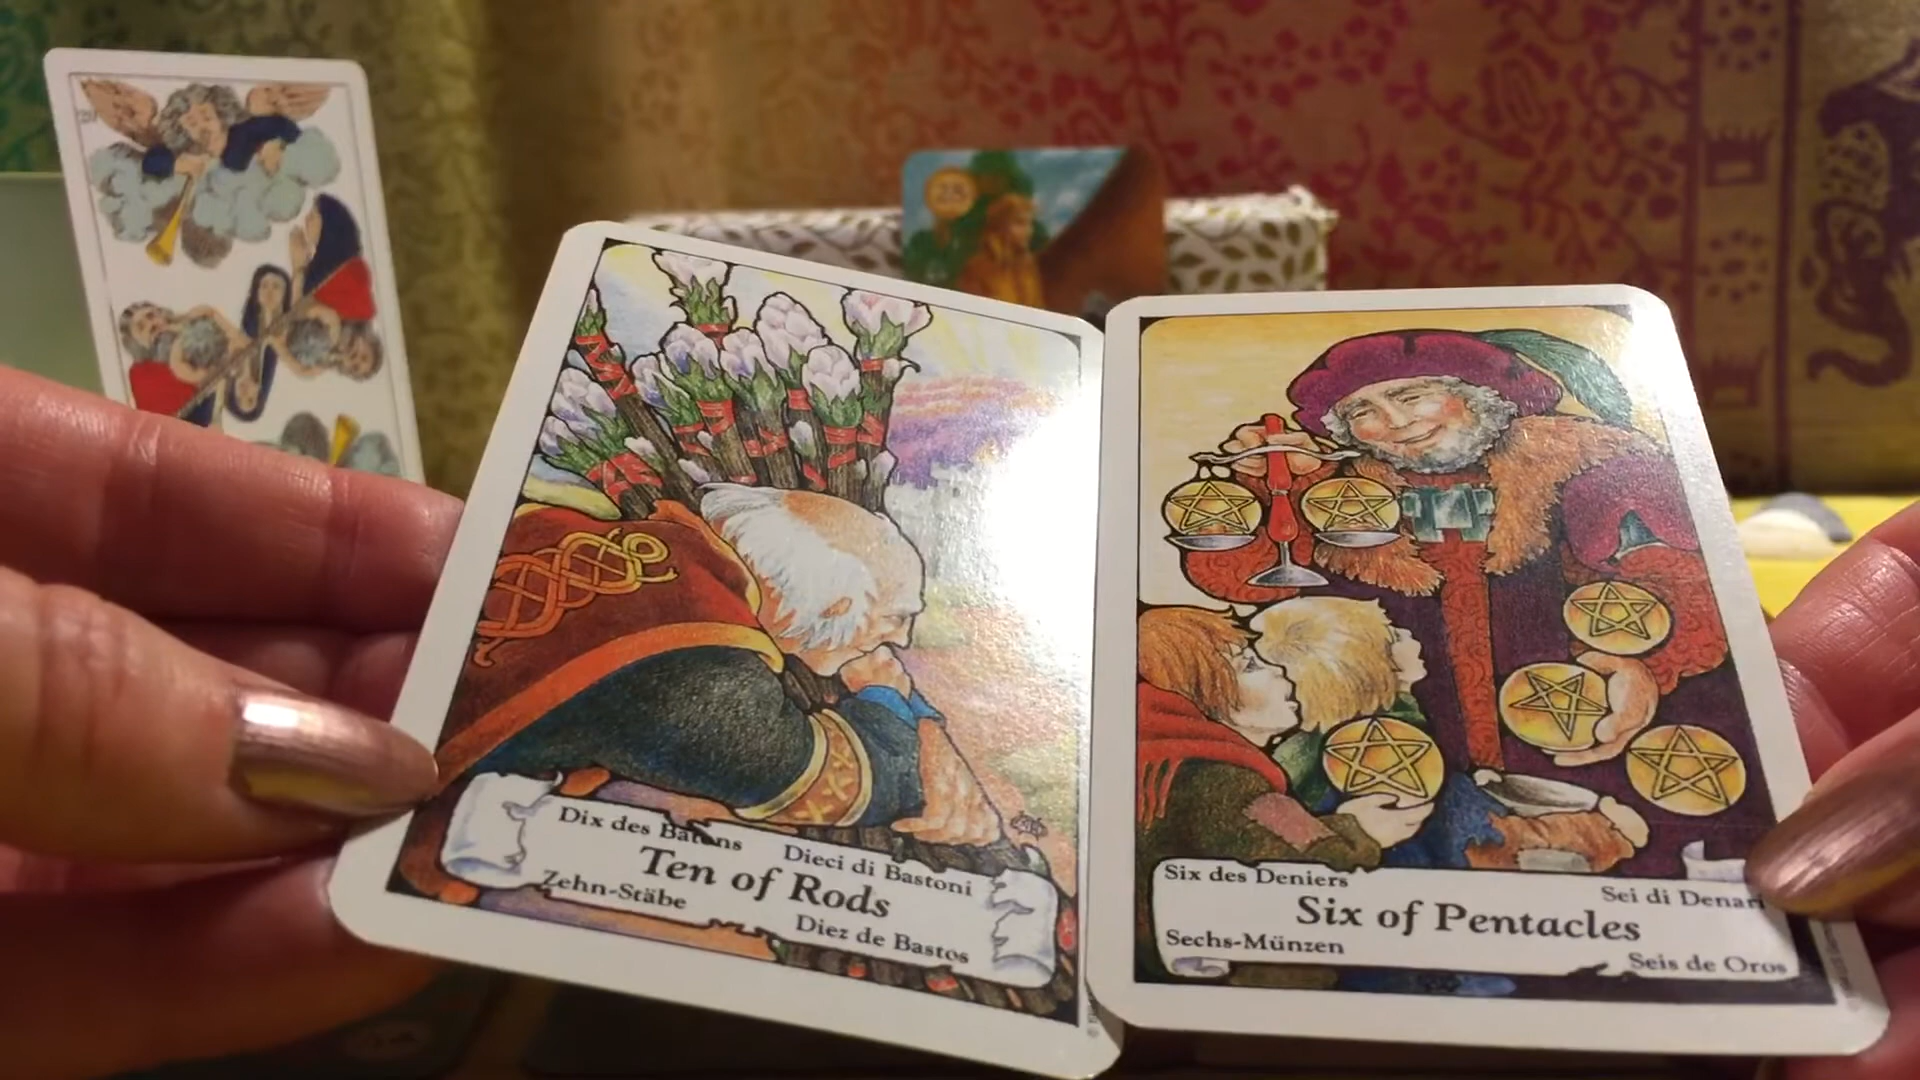 25
Dix des Batons
Dieci di Bastoni
Ten of Rods
Zehn-Stäbe
Diez de Bastos
Six des Deniers
Sei di Denari
Six of Pentacles
Sechs-Münzen
Seis de Oros